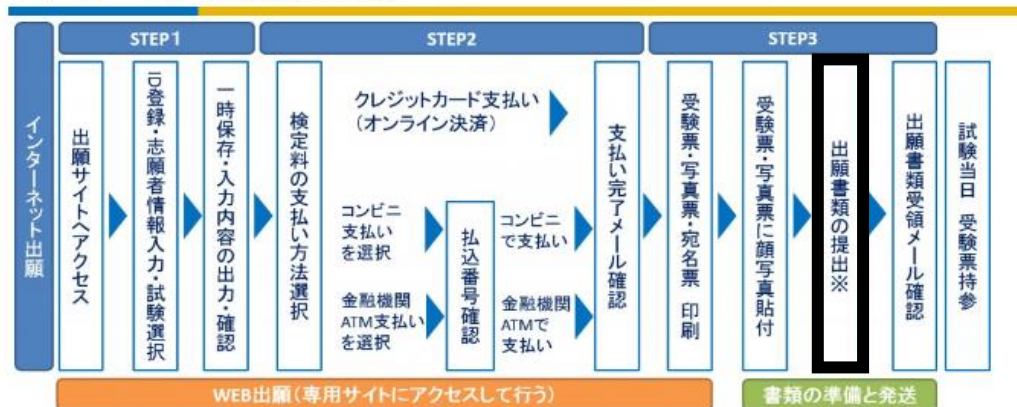 STEP1
STEP2
STEP3
インターネット出願
出願サイトへアクセス
ID登録・志願者情報入力・試験選択
一時保存・入力内容の出力・確認
検定料の支払い方法選択
クレジットカード支払い
(オンライン決済)
コンビニ
支払い
を選択
金融機関
ATM支払い
を選択
払込番号確認
コンビニ
で支払い
金融機関
ATMで
支払い
支払い完了メール確認
受験票・写真票・宛名票 印刷
受験票・写真票に顔写真貼付
出願書類の提出※
出願書類受領メール確認
試験当日 受験票持参
WEB出願(専用サイトにアクセスして行う)
書類の準備と発送